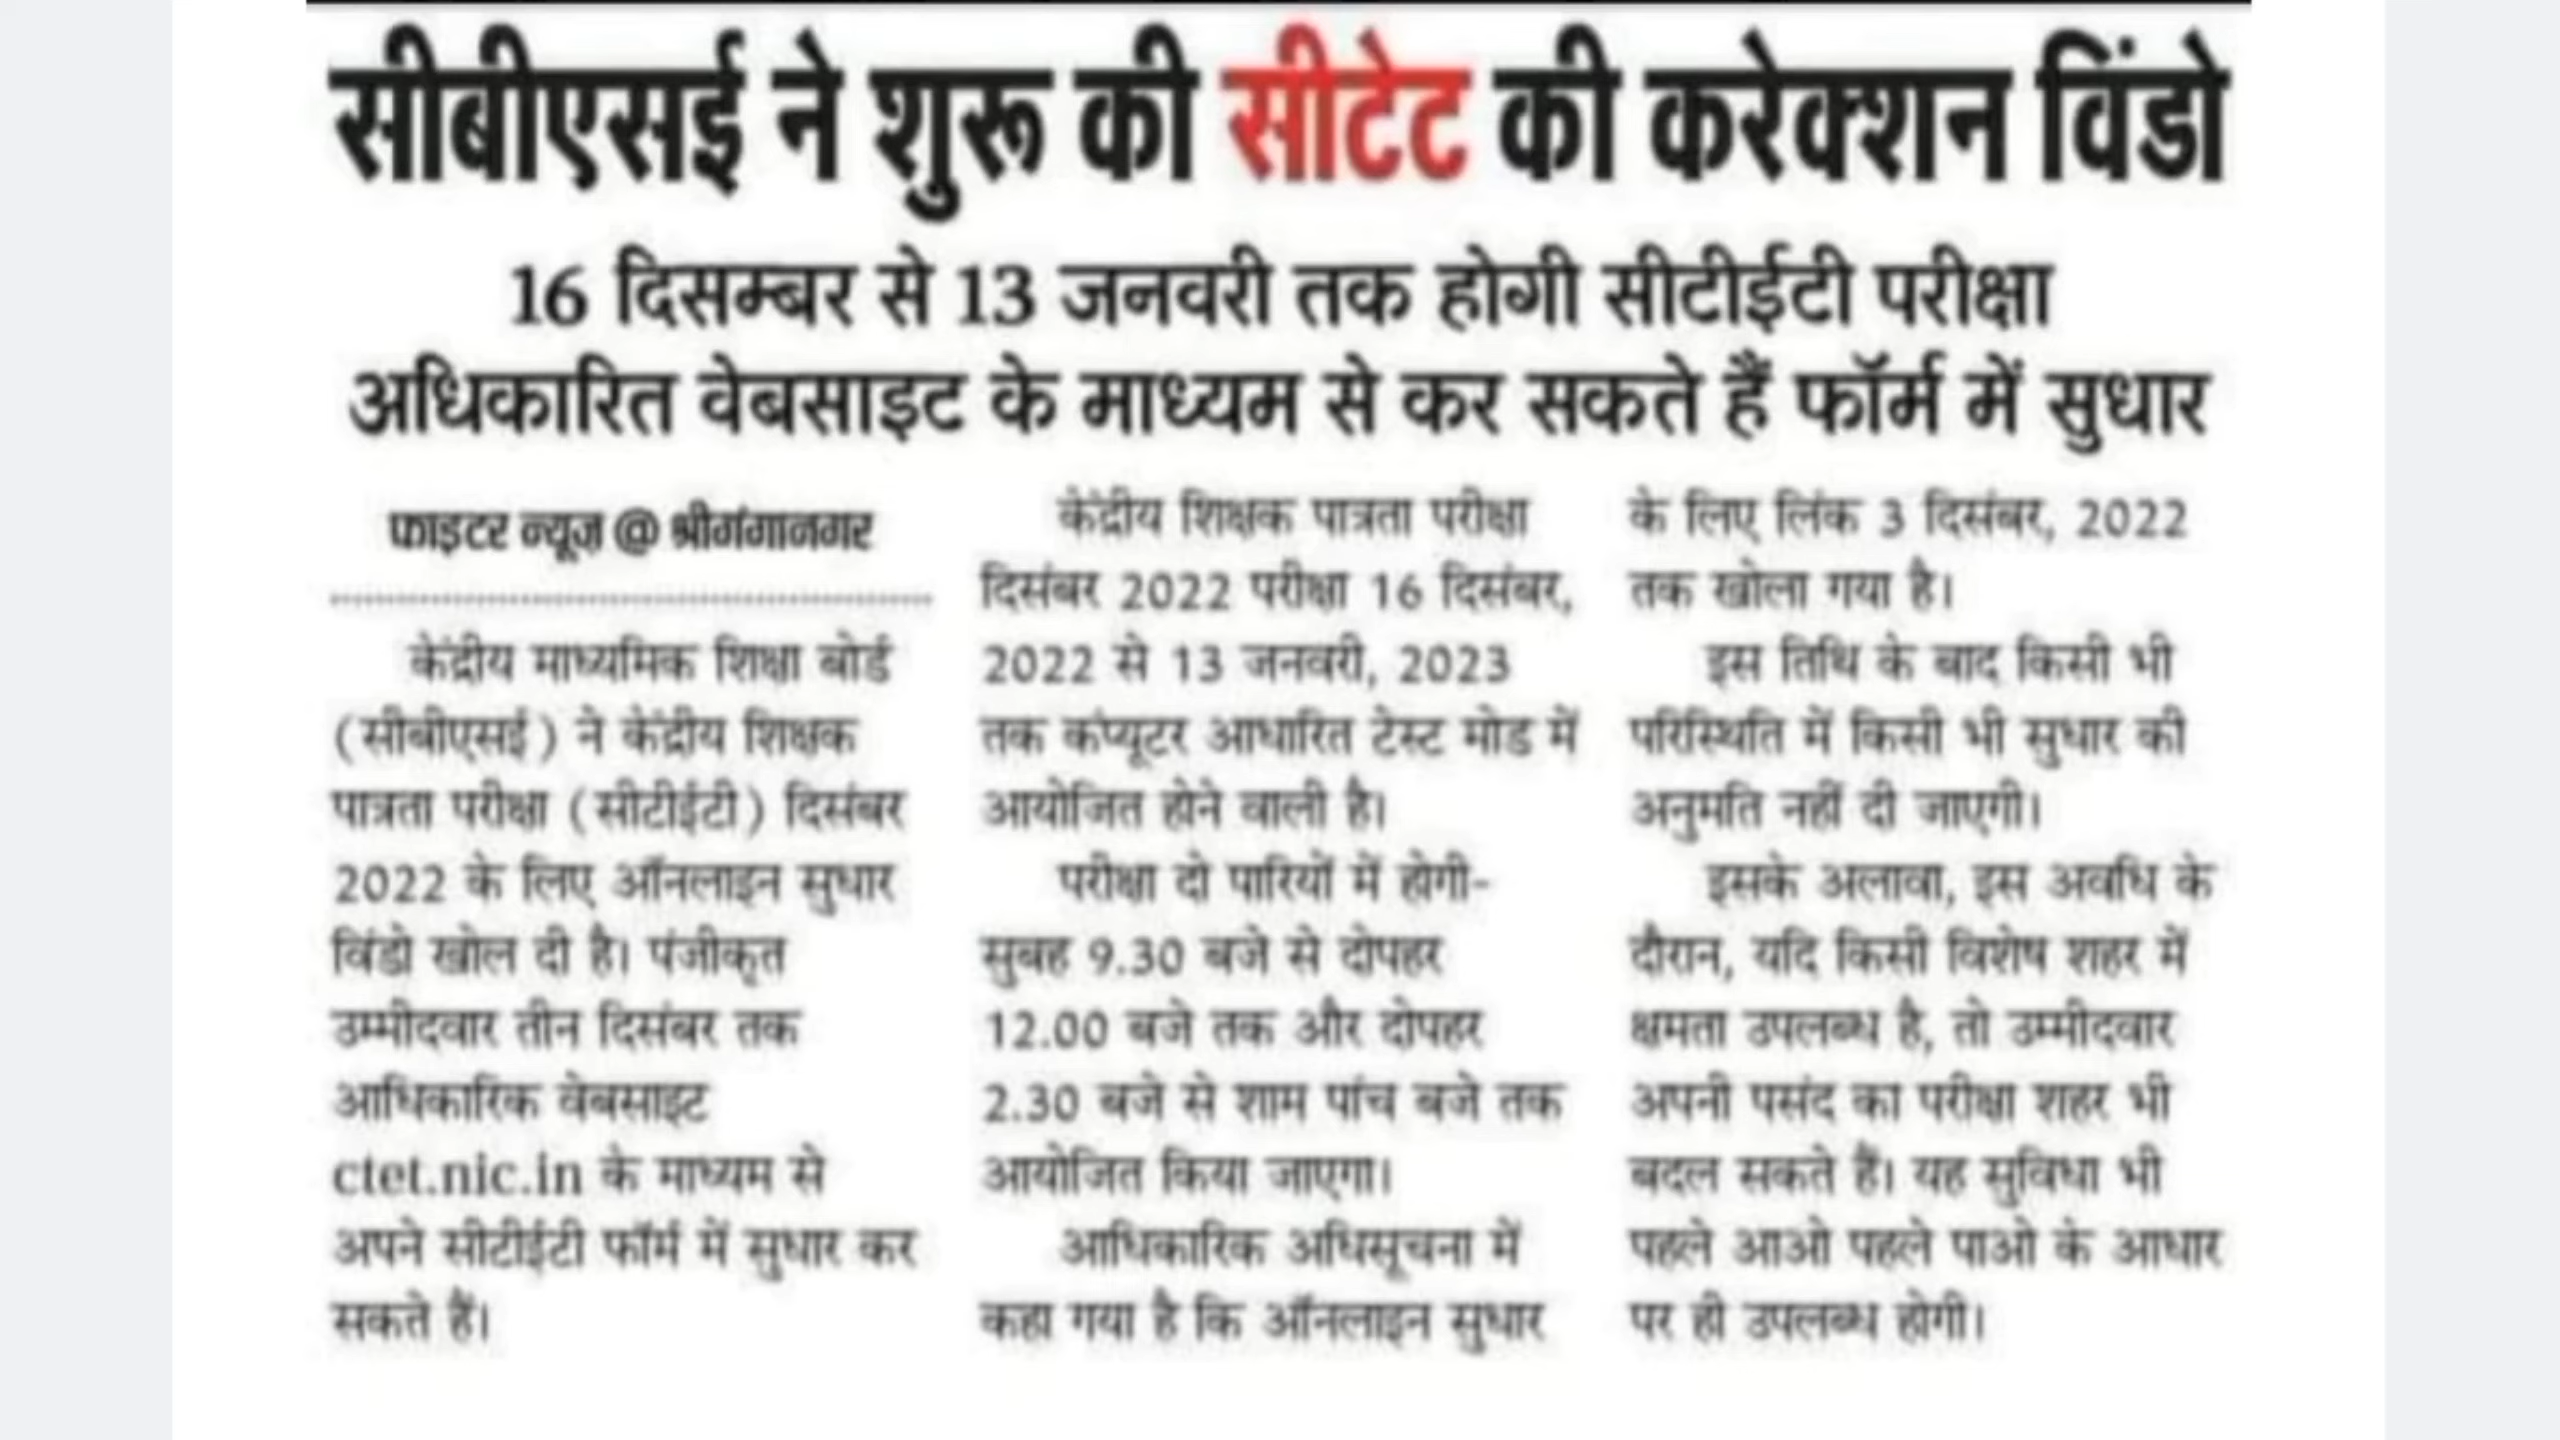 सीबीएसई ने शुरू की सीटेट की करेक्शन विंडो
16 दिसम्बर से 13 जनवरी तक होगी सीटीईटी परीक्षा
अधिकारित वेबसाइट के माध्यम से कर सकते हैं फॉर्म में सुधार
फाइटर न्यूज़ @ श्रीगंगानगर
केंद्रीय माध्यमिक शिक्षा बोर्ड
(सीबीएसई) ने केंद्रीय शिक्षक
पात्रता परीक्षा (सीटीईटी) दिसंबर
2022 के लिए ऑनलाइन सुधार
विंडो खोल दी है। पंजीकृत
उम्मीदवार तीन दिसंबर तक
आधिकारिक वेबसाइट
ctet.nic.in के माध्यम से
अपने सीटीईटी फॉर्म में सुधार कर
सकते हैं।
केंद्रीय शिक्षक पात्रता परीक्षा
दिसंबर 2022 परीक्षा 16 दिसंबर,
2022 से 13 जनवरी, 2023
तक कंप्यूटर आधारित टेस्ट मोड में
आयोजित होने वाली है।
परीक्षा दो पारियों में होगी-
सुबह 9.30 बजे से दोपहर
12.00 बजे तक और दोपहर
2.30 बजे से शाम पांच बजे तक
आयोजित किया जाएगा।
आधिकारिक अधिसूचना में
कहा गया है कि ऑनलाइन सुधार
के लिए लिंक 3 दिसंबर, 2022
तक खोला गया है।
इस तिथि के बाद किसी भी
परिस्थिति में किसी भी सुधार की
अनुमति नहीं दी जाएगी।
इसके अलावा, इस अवधि के
दौरान, यदि किसी विशेष शहर में
क्षमता उपलब्ध है, तो उम्मीदवार
अपनी पसंद का परीक्षा शहर भी
बदल सकते हैं। यह सुविधा भी
पहले आओ पहले पाओ के आधार
पर ही उपलब्ध होगी।